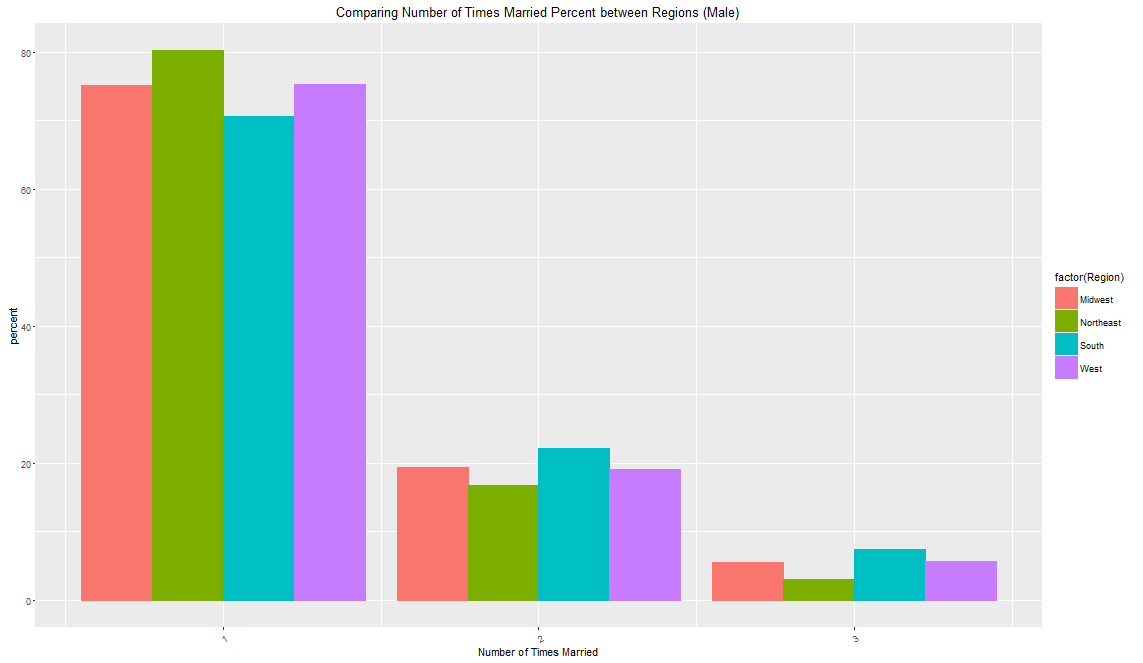 Comparing Number of Times Married Percent between Regions (Male)
80
60
40
20
0
percent
1
2
3
Number of Times Married
factor(Region)
Midwest
Northeast
South
West